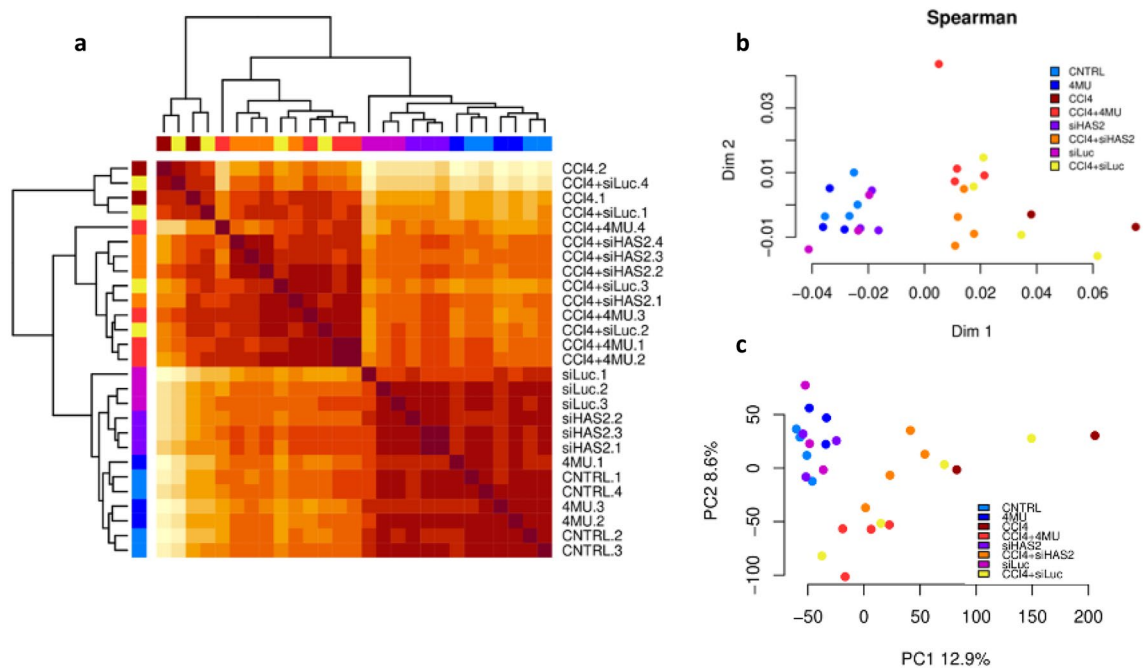 a
CCl4.2
CCl4+siLuc.4
CCl4.1
CCl4+siLuc.1
CCl4+4MU.4
CCl4+siHAS2.4
CCl4+siHAS2.3
CCl4+siHAS2.2
CCl4+siLuc.3
CCl4+siHAS2.1
CCl4+4MU.3
CCl4+siLuc.2
CCl4+4MU.1
CCl4+4MU.2
siLuc.1
siLuc.2
siLuc.3
siHAS2.2
siHAS2.3
siHAS2.1
4MU.1
CNTRL.1
CNTRL.4
4MU.3
4MU.2
CNTRL.2
CNTRL.3
b
Spearman
Dim 2
0.03
0.01
−0.01
CNTRL
4MU
CCl4
CCl4+4MU
siHAS2
CCl4+siHAS2
siLuc
CCl4+siLuc
−0.04 −0.02 0.00 0.02 0.04 0.06
Dim 1
c
PC2 8.6%
50
0
−50
−100
CNTRL
4MU
CCl4
CCl4+4MU
siHAS2
CCl4+siHAS2
siLuc
CCl4+siLuc
−50 0 50 100 150 200
PC1 12.9%